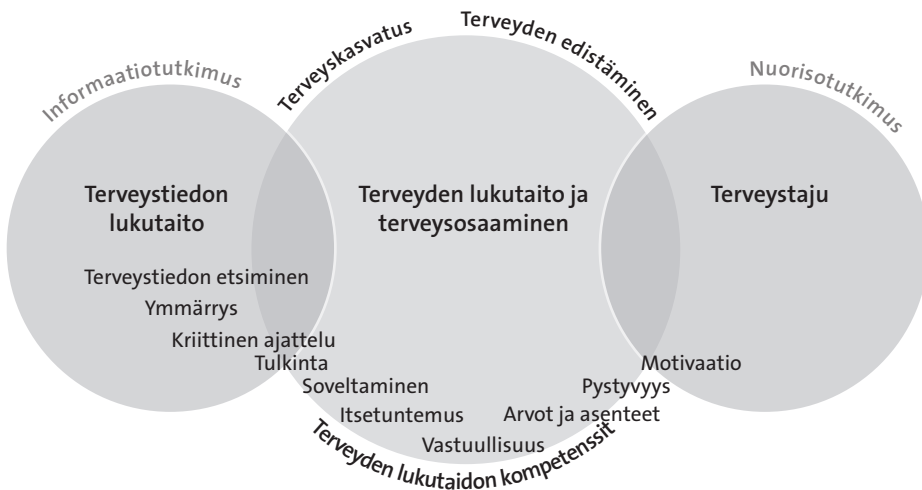 Terveyden edistäminen
Terveyskasvatus
Informaatiotutkimus
Nuorisotutkimus
Terveystiedon
lukutaito
Terveyden lukutaito ja
terveysosaaminen
Terveystaju
Terveystiedon etsiminen
Ymmärrys
Kriittinen ajattelu
Tulkinta
Soveltaminen
Itsetuntemus
Vastuullisuus
Arvot ja asenteet
Pystyvyys
Motivaatio
Terveyden lukutaidon kompetenssit